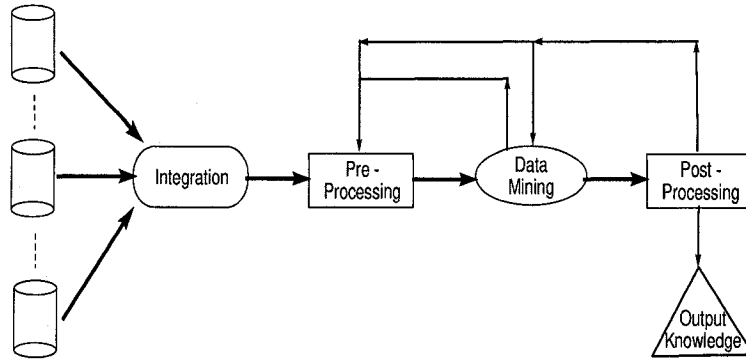 Integration
Pre -
Processing
Data
Mining
Post -
Processing
Output
Knowledge